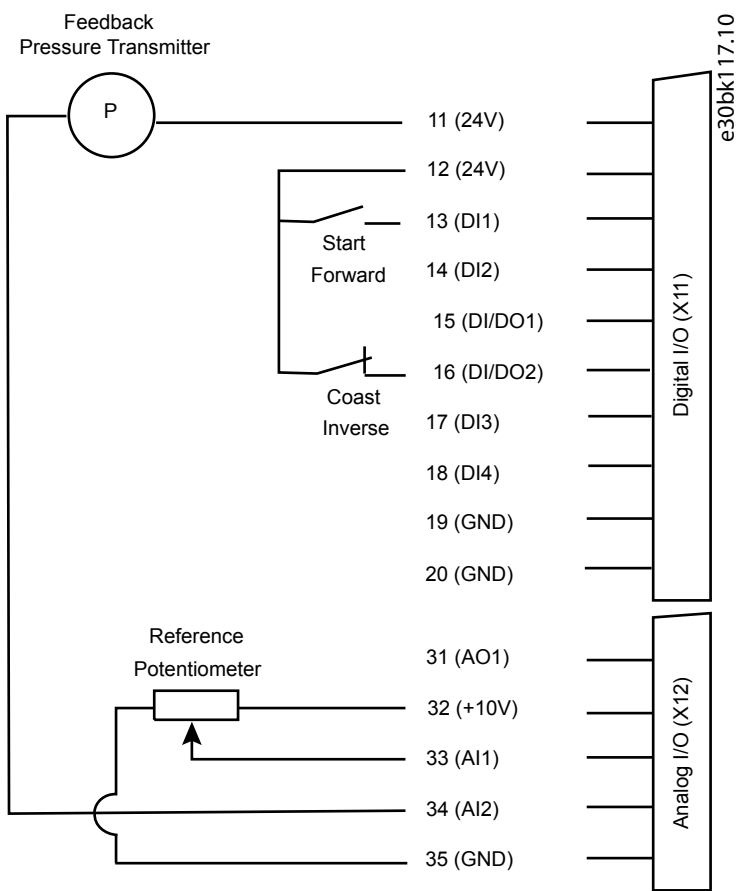 Feedback
Pressure Transmitter
e30bk117.10
P
11 (24V)
12 (24V)
13 (DI1)
Start
Forward
14 (DI2)
15 (DI/DO1)
16 (DI/DO2)
Coast
Inverse
17 (DI3)
18 (DI4)
19 (GND)
20 (GND)
Digital I/O (X11)
Reference
Potentiometer
31 (AO1)
32 (+10V)
33 (AI1)
34 (AI2)
35 (GND)
Analog I/O (X12)